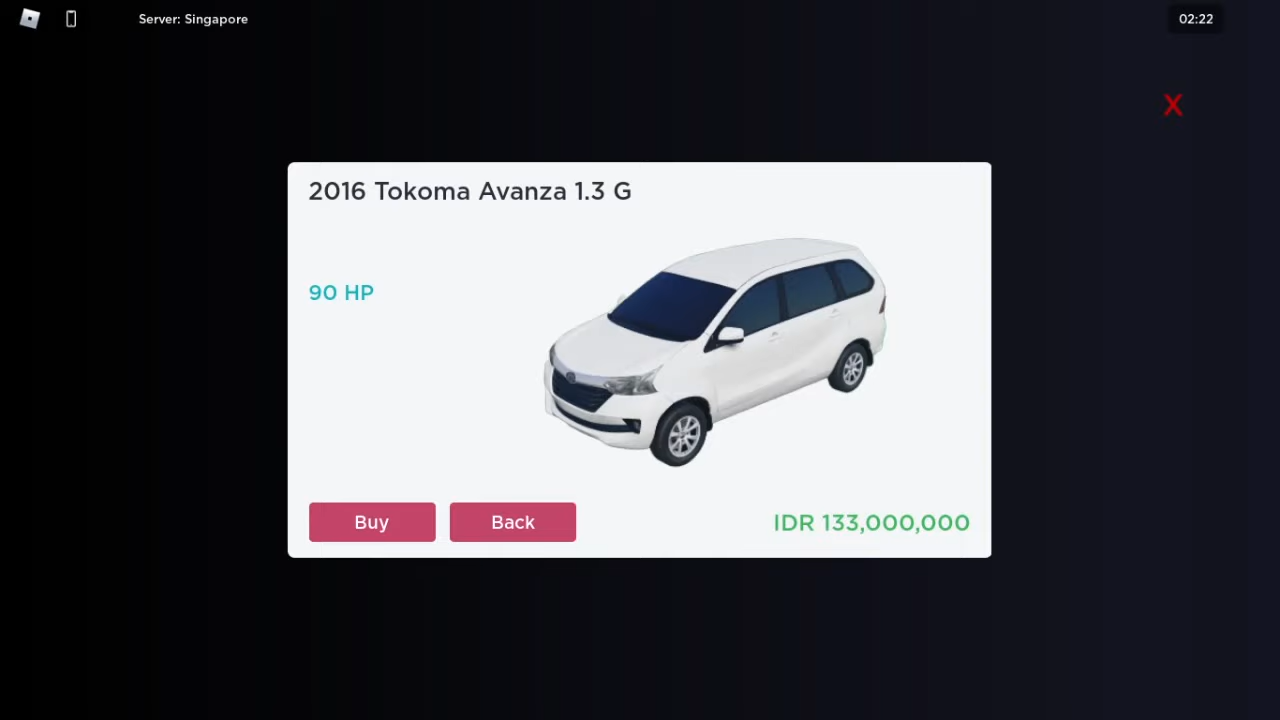 Server: Singapore
02:22
X
2016 Tokoma Avanza 1.3 G
90 HP
Buy
Back
IDR 133,000,000